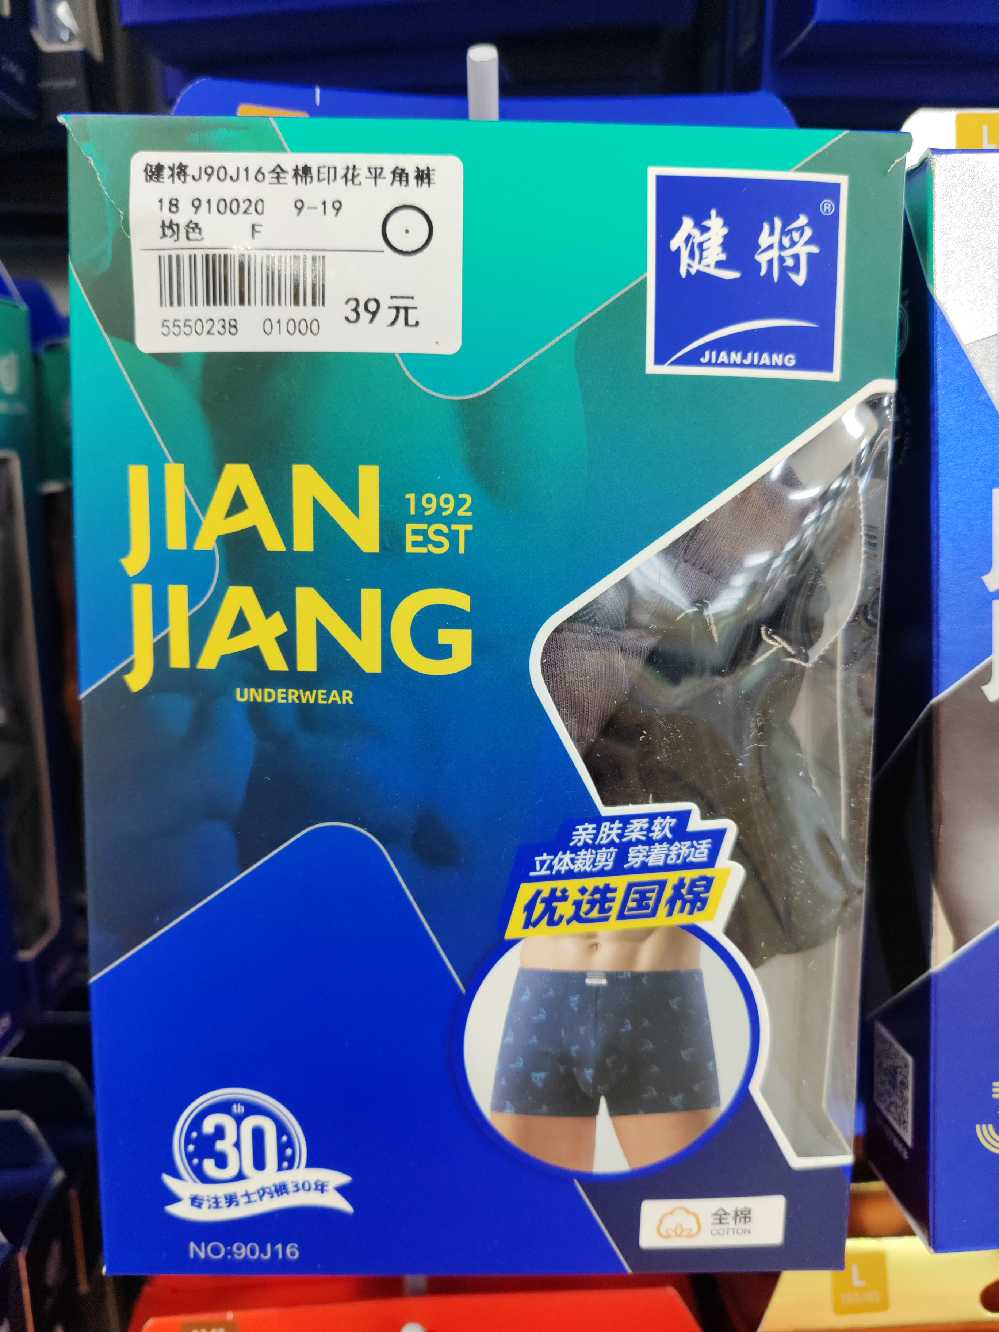 健将J90J16全棉印花平角裤
18 910020 9-19
均色 F
39元
5550238 01000
健將®
JIANJIANG
JIAN
1992
EST
JIANG
UNDERWEAR
亲肤柔软
立体裁剪 穿着舒适
优选国棉
th
30
专注男士内裤30年
NO:90J16
全棉
COTTON
L
L